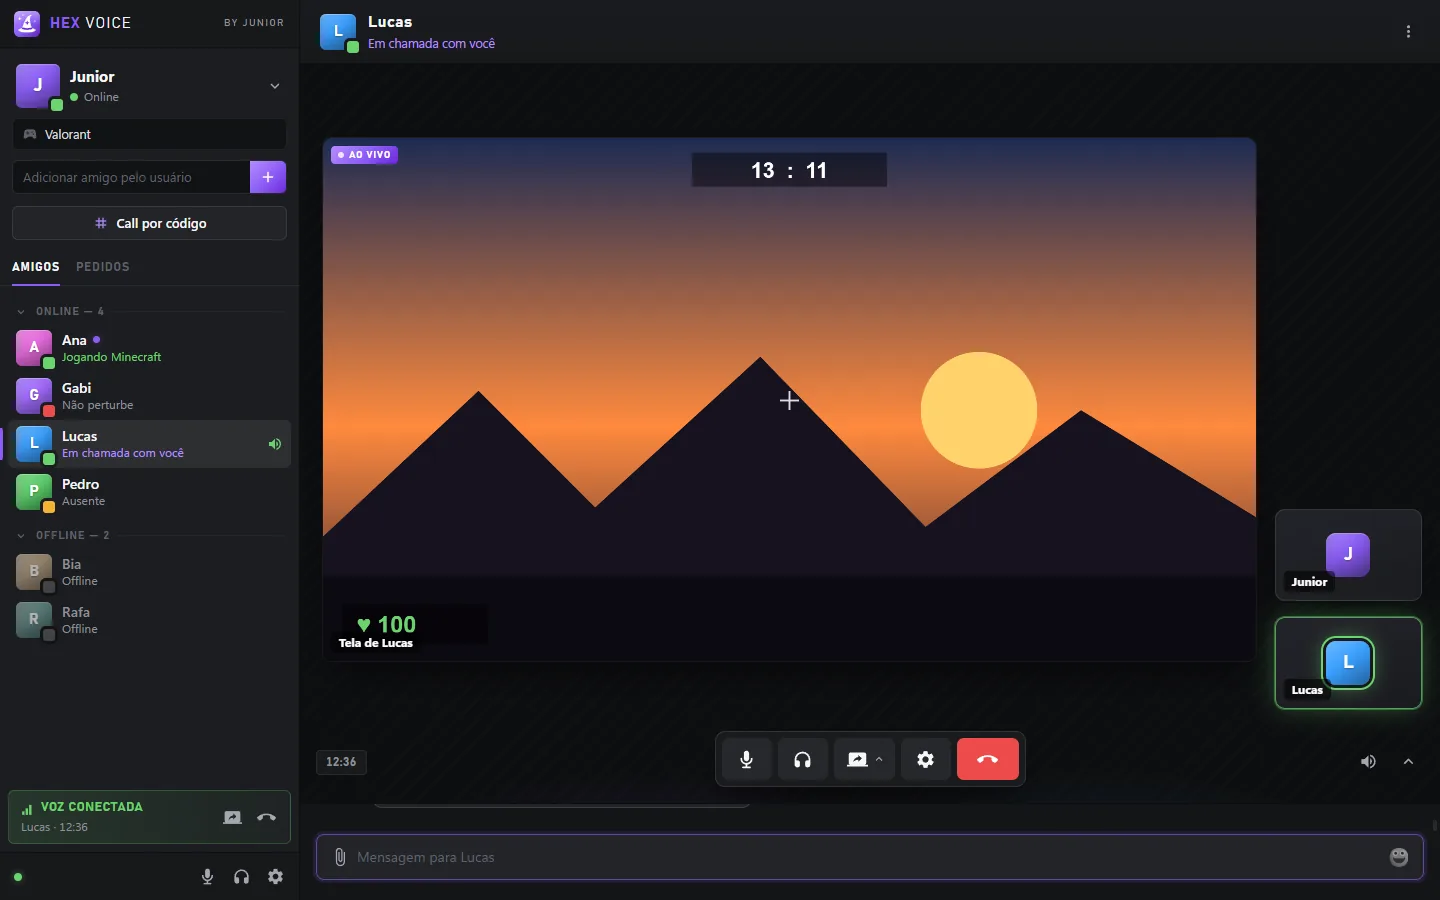 HEX VOICE
BY JUNIOR
J
Junior
Online
Valorant
Adicionar amigo pelo usuário
+
Call por código
AMIGOS
PEDIDOS
ONLINE — 4
A
Ana
Jogando Minecraft
G
Gabi
Não perturbe
L
Lucas
Em chamada com você
P
Pedro
Ausente
OFFLINE — 2
B
Bia
Offline
R
Rafa
Offline
VOZ CONECTADA
Lucas · 12:36
L
Lucas
Em chamada com você
AO VIVO
13 : 11
♥ 100
Tela de Lucas
J
Junior
L
Lucas
12:36
Mensagem para Lucas